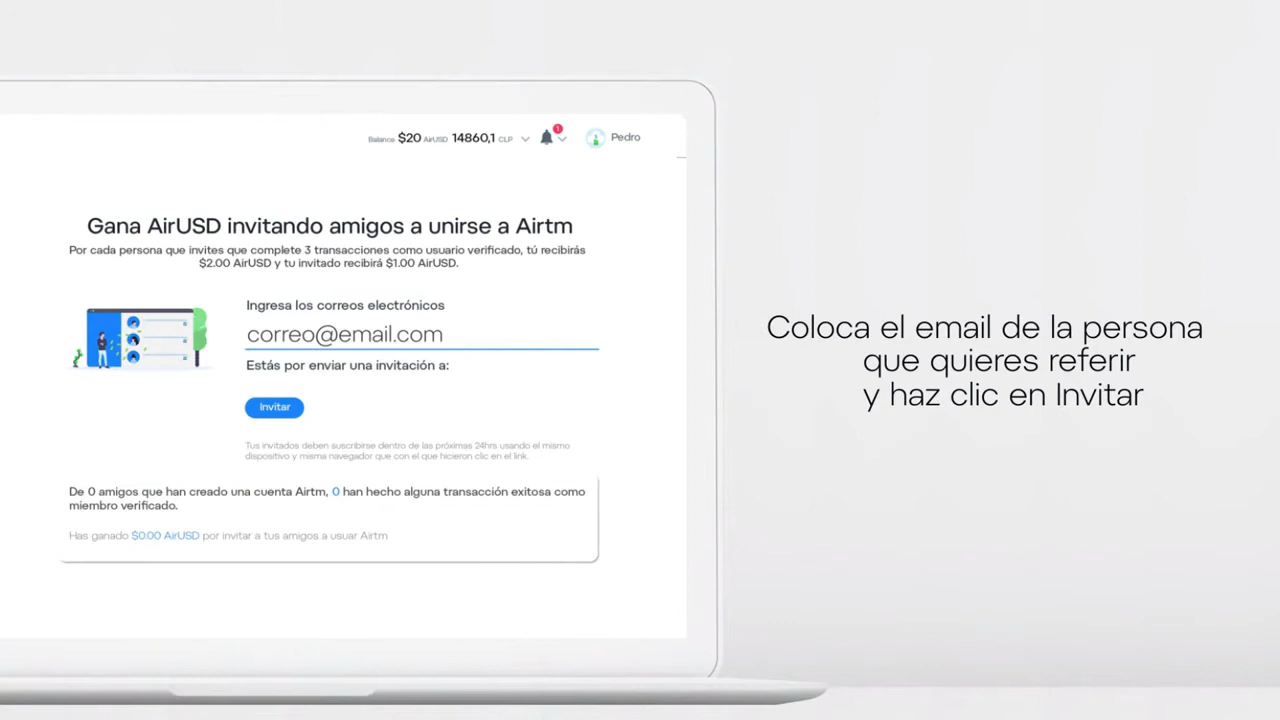 Balance $20 AirUSD 14860,1 CLP
1
Pedro
Gana AirUSD invitando amigos a unirse a Airtm
Por cada persona que invites que complete 3 transacciones como usuario verificado, tú recibirás
$2.00 AirUSD y tu invitado recibirá $1.00 AirUSD.
Ingresa los correos electrónicos
correo@email.com
Estás por enviar una invitación a:
Invitar
Tus invitados deben suscribirse dentro de las próximas 24hrs usando el mismo
dispositivo y misma navegador que con el que hicieron clic en el link.
De 0 amigos que han creado una cuenta Airtm, 0 han hecho alguna transacción exitosa como
miembro verificado.
Has ganado $0.00 AirUSD por invitar a tus amigos a usuar Airtm
Coloca el email de la persona
que quieres referir
y haz clic en Invitar